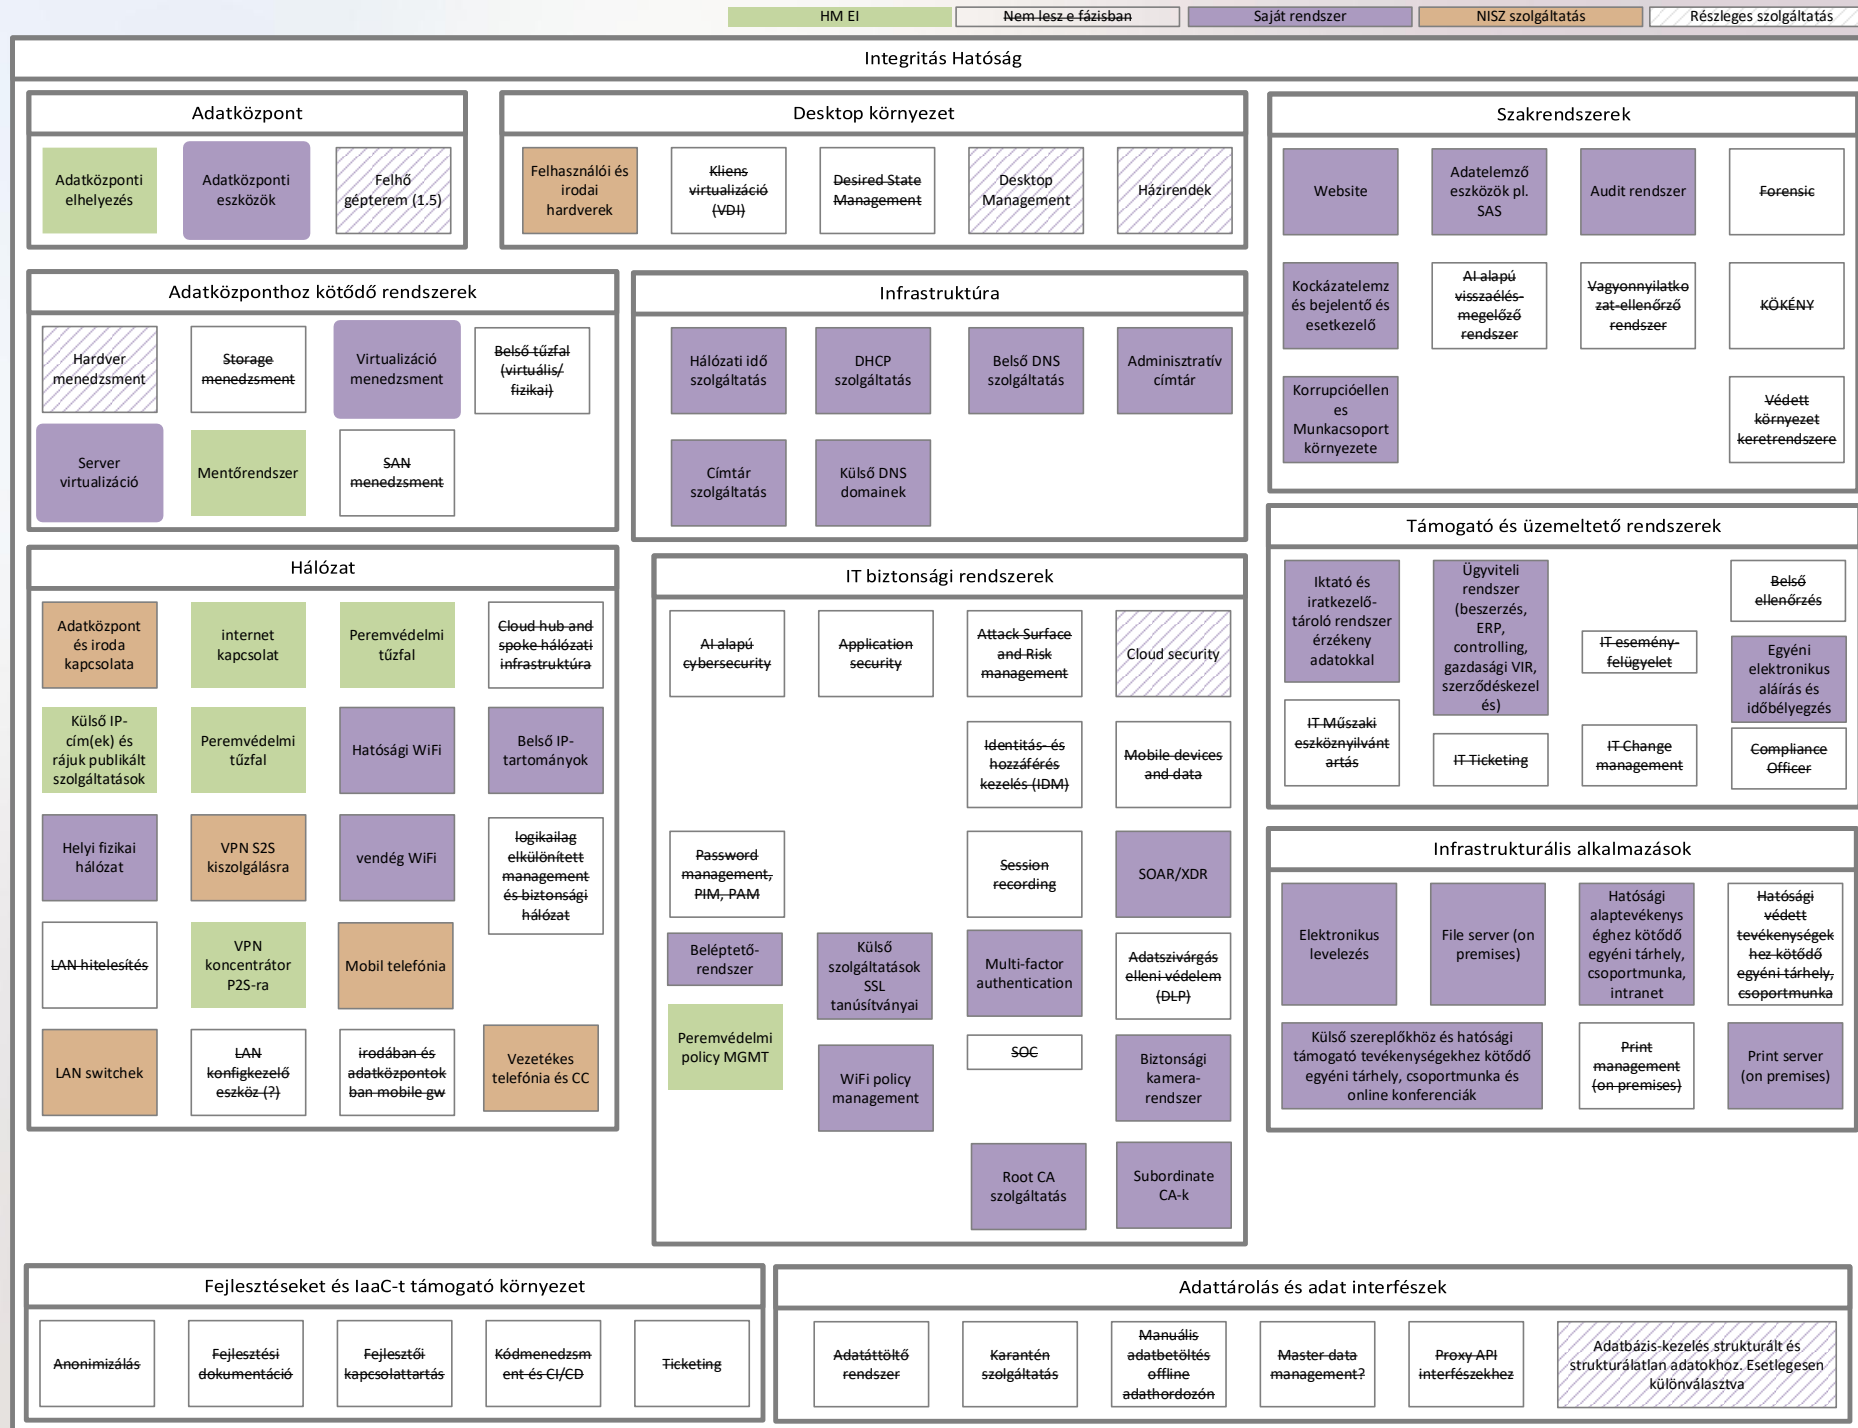 HM EI
Nem lesz e fázisban
Saját rendszer
NISZ szolgáltatás
Részleges szolgáltatás
Integritás Hatóság
Adatközpont
Adatközponti
elhelyezés
Adatközponti
eszközök
Felhő
gépterem (1.5)
Desktop környezet
Felhasználói és
irodai
hardverek
Kliens
virtualizáció
(VDI)
Desired State
Management
Desktop
Management
Házirendek
Szakrendszerek
Website
Adatelemző
eszközök pl.
SAS
Audit rendszer
Forensic
Kockázatelemz
és bejelentő és
esetkezelő
AI alapú
visszaélés-
megelőző
rendszer
Vagyonnyilatko
zat-ellenőrző
rendszer
KÖKÉNY
Korrupcióellen
es
Munkacsoport
környezete
Védett
környezet
keretrendszere
Adatközponthoz kötődő rendszerek
Hardver
menedzsment
Storage
menedzsment
Virtualizáció
menedzsment
Belső tűzfal
(virtuális/
fizikai)
Server
virtualizáció
Mentőrendszer
SAN
menedzsment
Infrastruktúra
Hálózati idő
szolgáltatás
DHCP
szolgáltatás
Belső DNS
szolgáltatás
Adminisztratív
címtár
Címtár
szolgáltatás
Külső DNS
domainek
Támogató és üzemeltető rendszerek
Iktató és
iratkezelő-
tároló rendszer
érzékeny
adatokkal
Ügyviteli
rendszer
(beszerzés,
ERP,
controlling,
gazdasági VIR,
szerződéskezel
és)
IT esemény-
felügyelet
Belső
ellenőrzés
Egyéni
elektronikus
aláírás és
időbélyegzés
IT Műszaki
eszköznyilvánt
artás
IT Ticketing
IT Change
management
Compliance
Officer
Hálózat
Adatközpont
és iroda
kapcsolata
internet
kapcsolat
Peremvédelmi
tűzfal
Cloud hub and
spoke hálózati
infrastruktúra
Külső IP-
cím(ek) és
rájuk publikált
szolgáltatások
Peremvédelmi
tűzfal
Hatósági WiFi
Belső IP-
tartományok
Helyi fizikai
hálózat
VPN S2S
kiszolgálásra
vendég WiFi
logikailag
elkülönített
management
és biztonsági
hálózat
LAN hitelesítés
VPN
koncentrátor
P2S-ra
Mobil telefónia
LAN switchek
LAN
konfigkezelő
eszköz (?)
irodában és
adatközpontok
ban mobile gw
Vezetékes
telefónia és CC
IT biztonsági rendszerek
AI alapú
cybersecurity
Application
security
Attack Surface
and Risk
management
Cloud security
Identitás- és
hozzáférés
kezelés (IDM)
Mobile devices
and data
Password
management,
PIM, PAM
Session
recording
SOAR/XDR
Beléptető-
rendszer
Külső
szolgáltatások
SSL
tanúsítványai
Multi-factor
authentication
Adatszivárgás
elleni védelem
(DLP)
Peremvédelmi
policy MGMT
WiFi policy
management
SOC
Biztonsági
kamera-
rendszer
Root CA
szolgáltatás
Subordinate
CA-k
Infrastrukturális alkalmazások
Elektronikus
levelezés
File server (on
premises)
Hatósági
alaptevékenys
éghez kötődő
egyéni tárhely,
csoportmunka,
intranet
Hatósági
védett
tevékenységek
hez kötődő
egyéni tárhely,
csoportmunka
Külső szereplőkhöz és hatósági
támogató tevékenységekhez kötődő
egyéni tárhely, csoportmunka és
online konferenciák
Print
management
(on premises)
Print server
(on premises)
Fejlesztéseket és IaaC-t támogató környezet
Anonimizálás
Fejlesztési
dokumentáció
Fejlesztői
kapcsolattartás
Kódmenedzsm
ent és CI/CD
Ticketing
Adattárolás és adat interfészek
Adatáttöltő
rendszer
Karantén
szolgáltatás
Manuális
adatbetöltés
offline
adathordozón
Master data
management?
Proxy API
interfészekhez
Adatbázis-kezelés strukturált és
strukturálatlan adatokhoz. Esetlegesen
különválasztva